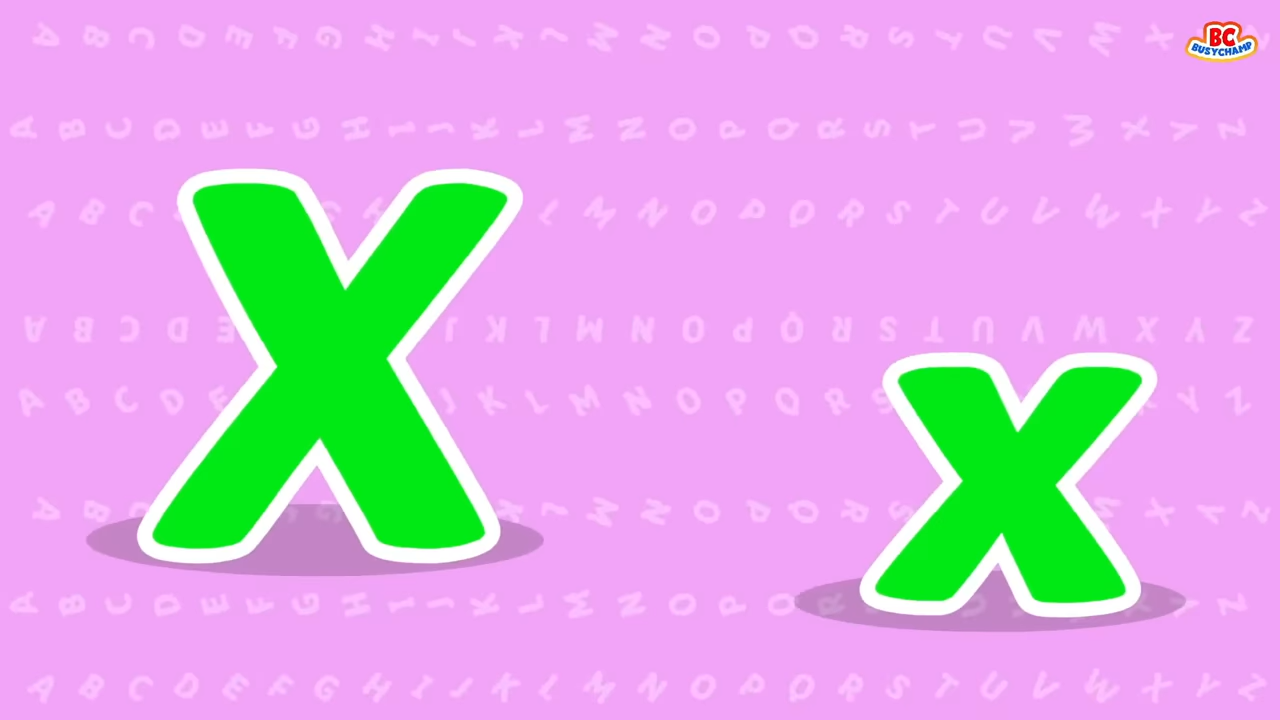 A B C D E F G H I J K L M N O P Q R S T U V W X
BC
BUSYCHAMP
A B C D E F G H I J K L M N O P Q R S T U V W X Y Z
A B C G H L M N O P Q R S T U V W X Y Z
X
A B C D E J K L M N O P Q R S T U V W X Y Z
x
A B C D E J K L M N O P Q R S Y Z
A B G K L M N O P Q R S W X Y Z
A B C D E F G H I J K L M N O P Q R U Z
A B C D E F G H I J K L M N O P Q R S T U V W X Y Z